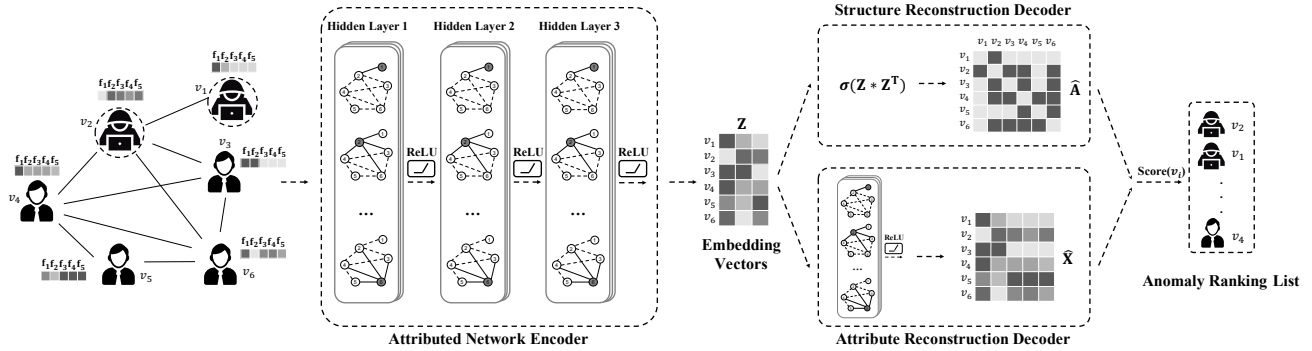 Structure Reconstruction Decoder
Hidden Layer 1 Hidden Layer 2 Hidden Layer 3
f₁f₂f₃f₄f₅
v₁
f₁f₂f₃f₄f₅
v₂
v₃
f₁f₂f₃f₄f₅
f₁f₂f₃f₄f₅
v₄
f₁f₂f₃f₄f₅
v₅
f₁f₂f₃f₄f₅
v₆
ReLU ReLU ReLU
...
...
...
Attributed Network Encoder
Z
v₁
v₂
v₃
v₄
v₅
v₆
Embedding
Vectors
σ(Z * Zᵀ)
v₁ v₂ v₃ v₄ v₅ v₆
v₁
v₂
v₃
v₄
v₅
v₆
Â
ReLU
...
v₁
v₂
v₃
v₄
v₅
v₆
X̂
Attribute Reconstruction Decoder
Score(vᵢ)
v₂
v₁
.
.
.
v₄
Anomaly Ranking List